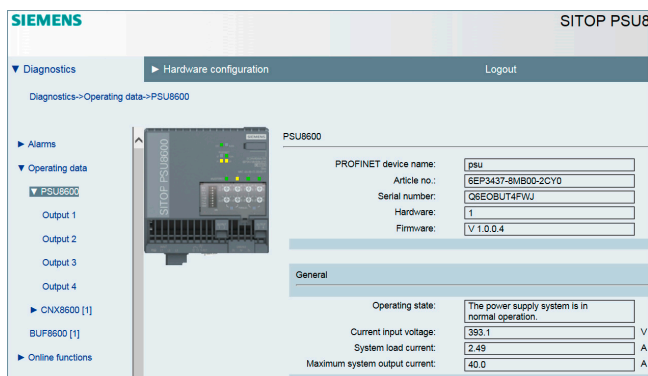 SIEMENS
SITOP PSU8
▼ Diagnostics
► Hardware configuration
Logout
Diagnostics->Operating data->PSU8600
► Alarms
▼ Operating data
▼ PSU8600
Output 1
Output 2
Output 3
Output 4
► CNX8600 [1]
BUF8600 [1]
► Online functions
SITOP PSU8600
PSU8600
PROFINET device name: psu
Article no.: 6EP3437-8MB00-2CY0
Serial number: Q6EOBUT4FWJ
Hardware: 1
Firmware: V 1.0.0.4
General
Operating state: The power supply system is in
normal operation.
Current input voltage: 393.1 V
System load current: 2.49 A
Maximum system output current: 40.0 A